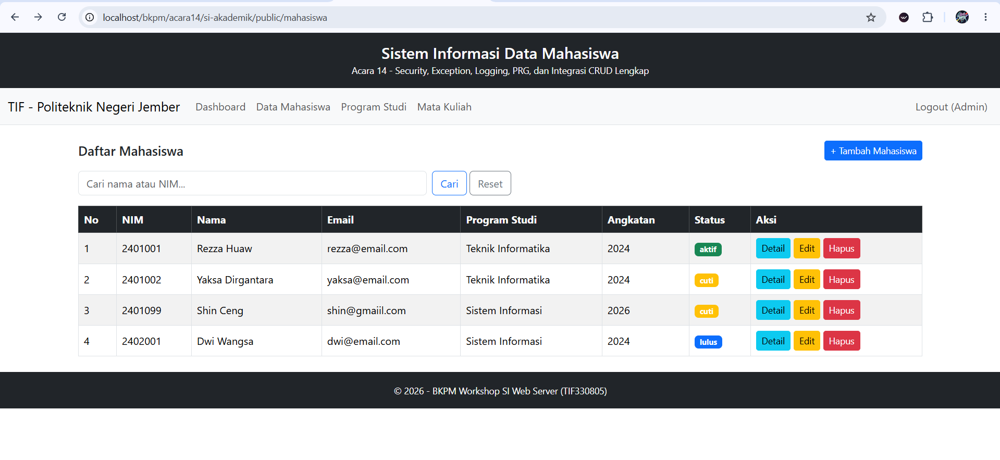 localhost/bkpm/acara14/si-akademik/public/mahasiswa
Sistem Informasi Data Mahasiswa
Acara 14 - Security, Exception, Logging, PRG, dan Integrasi CRUD Lengkap
TIF - Politeknik Negeri Jember Dashboard Data Mahasiswa Program Studi Mata Kuliah Logout (Admin)
Daftar Mahasiswa + Tambah Mahasiswa
Cari nama atau NIM... Cari Reset
No NIM Nama Email Program Studi Angkatan Status Aksi
1 2401001 Rezza Huaw rezza@email.com Teknik Informatika 2024 aktif Detail Edit Hapus
2 2401002 Yaksa Dirgantara yaksa@email.com Teknik Informatika 2024 cuti Detail Edit Hapus
3 2401099 Shin Ceng shin@gmaiil.com Sistem Informasi 2026 cuti Detail Edit Hapus
4 2402001 Dwi Wangsa dwi@email.com Sistem Informasi 2024 lulus Detail Edit Hapus
© 2026 - BKPM Workshop SI Web Server (TIF330805)